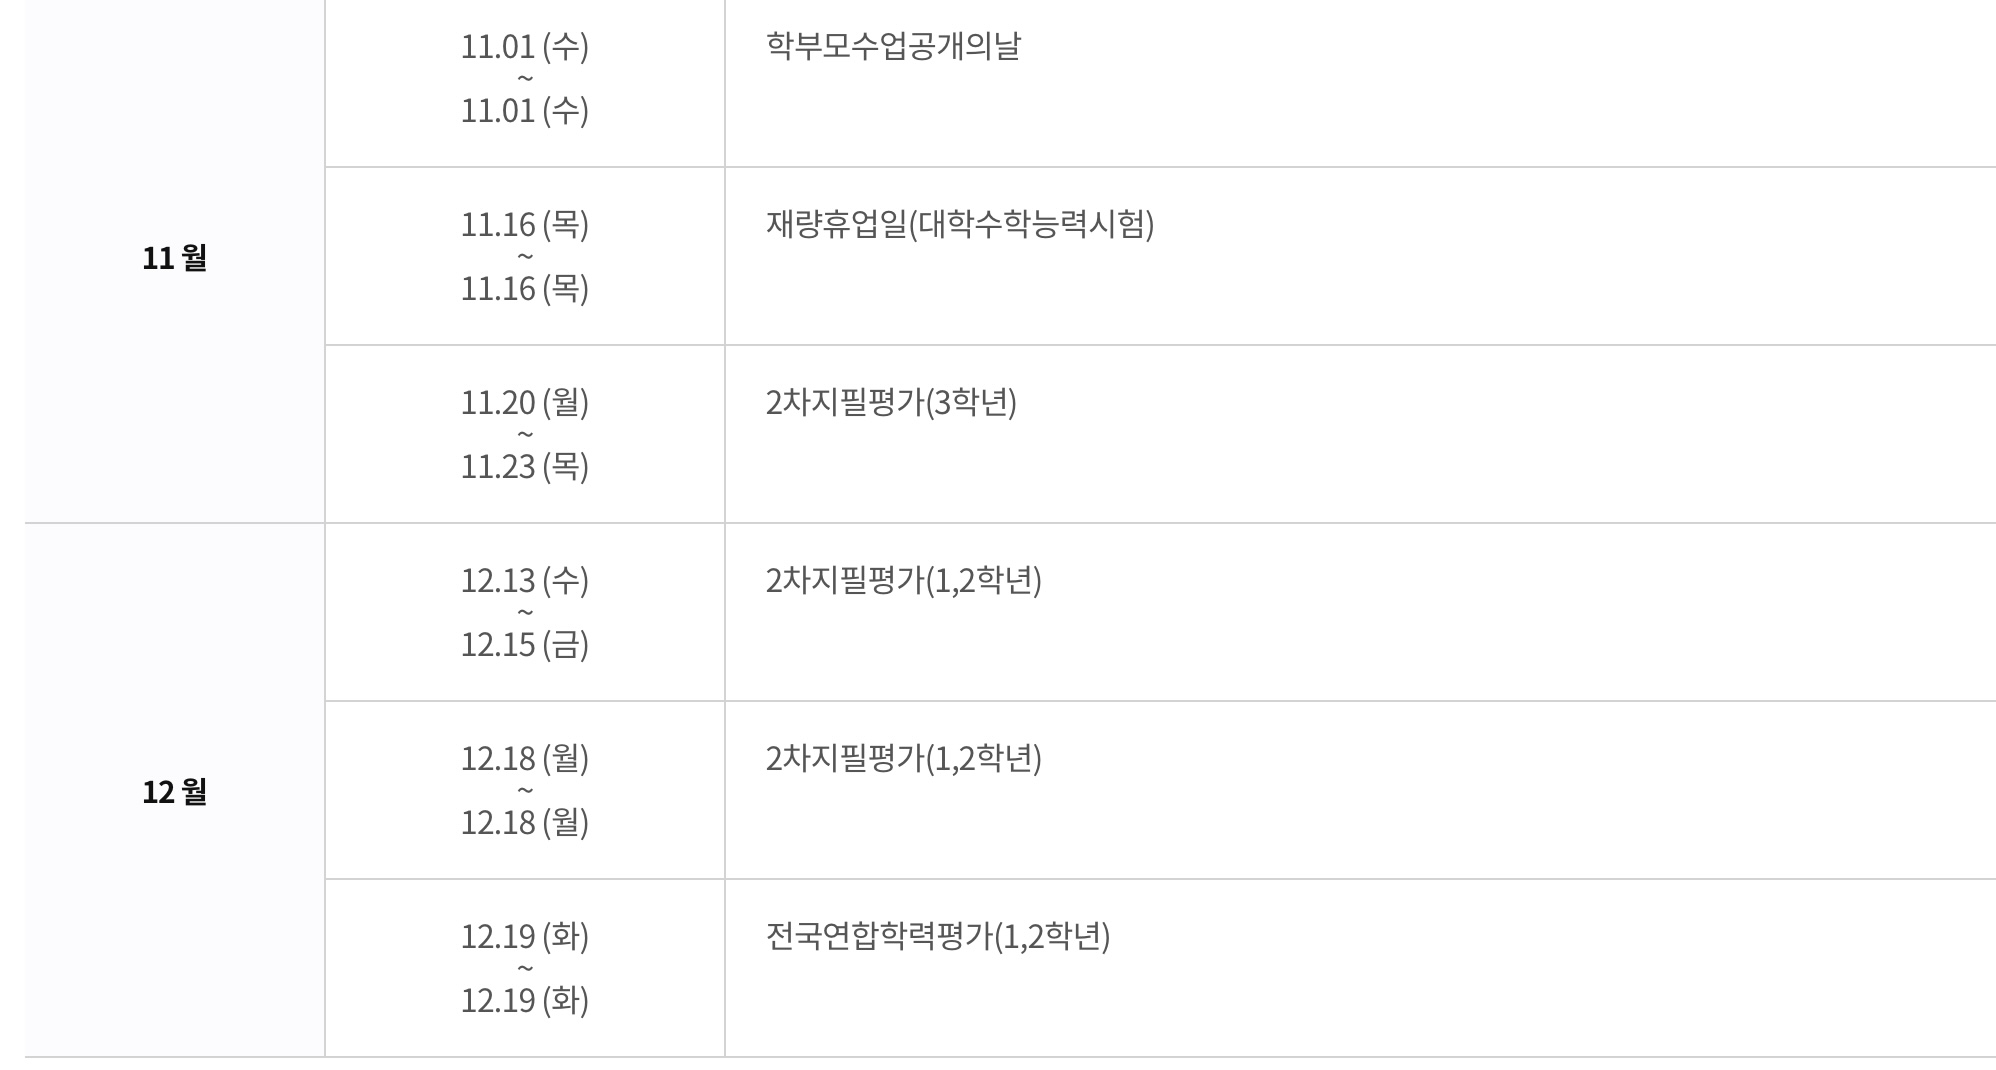 11 월
11.01 (수)
~
11.01 (수)
학부모수업공개의날
11.16 (목)
~
11.16 (목)
재량휴업일(대학수학능력시험)
11.20 (월)
~
11.23 (목)
2차지필평가(3학년)
12 월
12.13 (수)
~
12.15 (금)
2차지필평가(1,2학년)
12.18 (월)
~
12.18 (월)
2차지필평가(1,2학년)
12.19 (화)
~
12.19 (화)
전국연합학력평가(1,2학년)